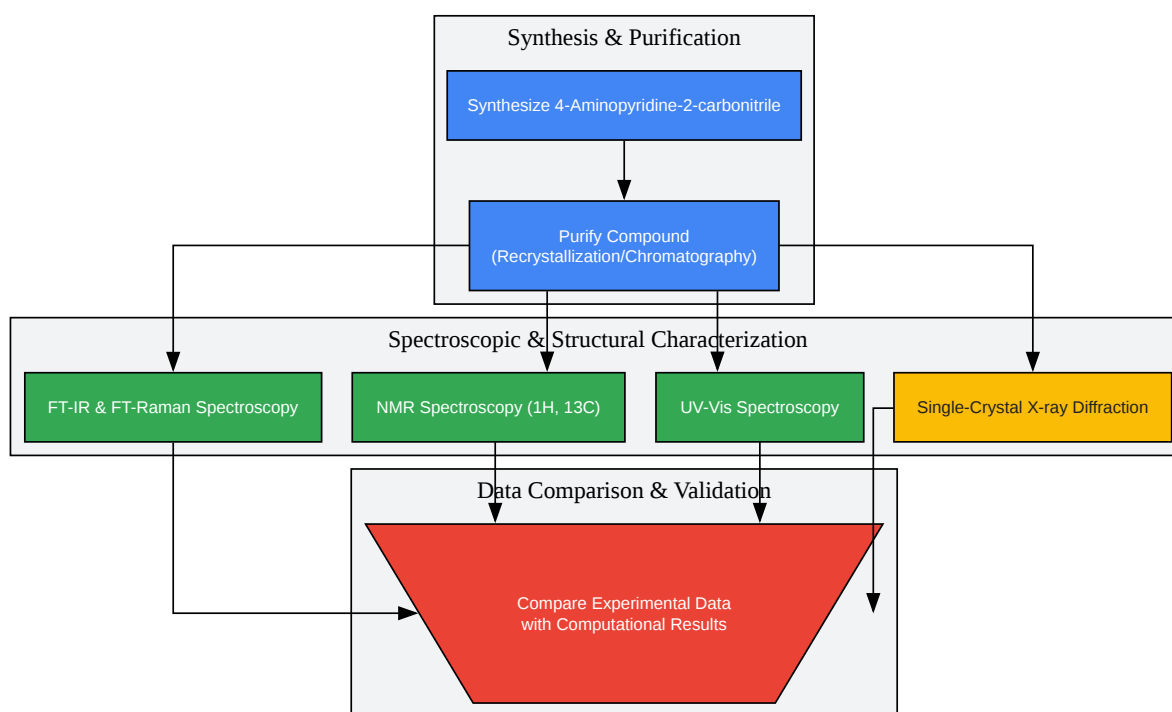 Synthesis & Purification
Synthesize 4-Aminopyridine-2-carbonitrile
Purify Compound
(Recrystallization/Chromatography)
Spectroscopic & Structural Characterization
FT-IR & FT-Raman Spectroscopy
NMR Spectroscopy (1H, 13C)
UV-Vis Spectroscopy
Single-Crystal X-ray Diffraction
Data Comparison & Validation
Compare Experimental Data
with Computational Results